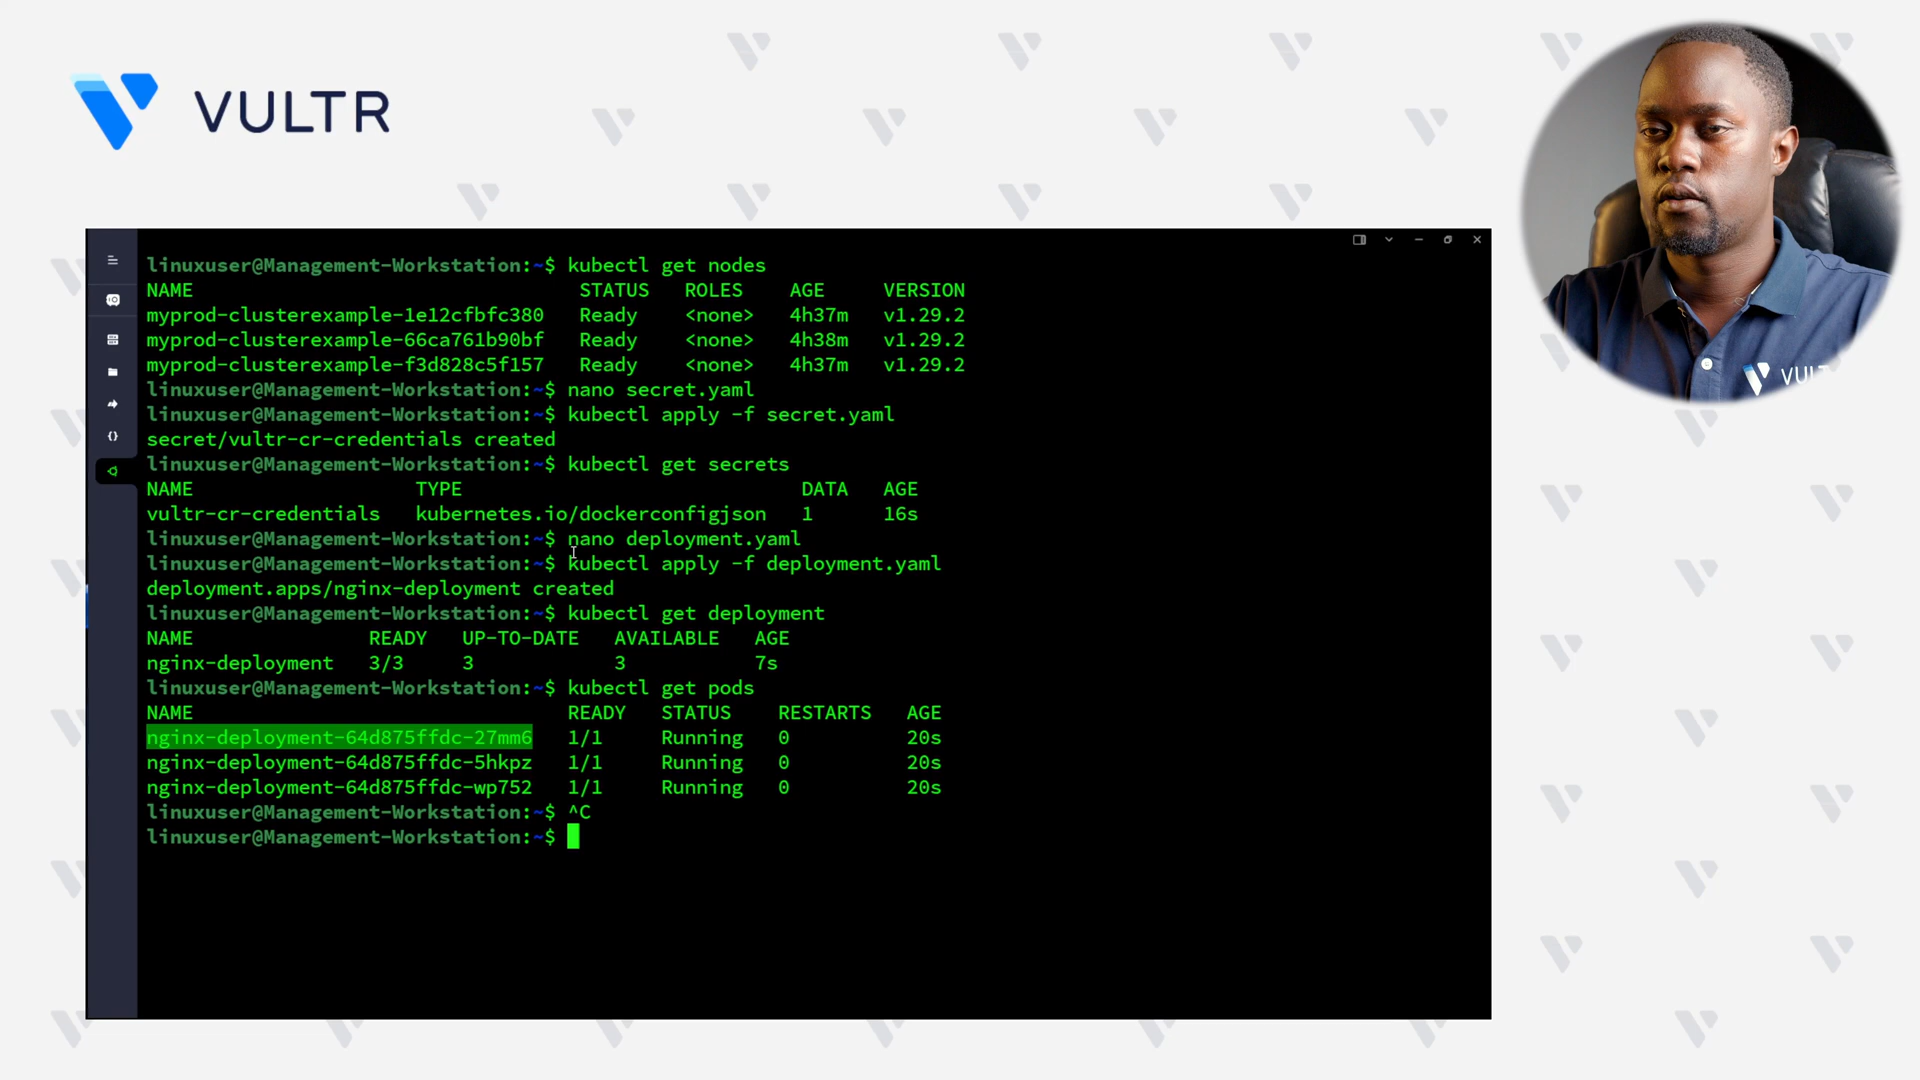 VULTR
linuxuser@Management-Workstation:~$ kubectl get nodes
NAME STATUS ROLES AGE VERSION
myprod-clusterexample-1e12cfbfc380 Ready <none> 4h37m v1.29.2
myprod-clusterexample-66ca761b90bf Ready <none> 4h38m v1.29.2
myprod-clusterexample-f3d828c5f157 Ready <none> 4h37m v1.29.2
linuxuser@Management-Workstation:~$ nano secret.yaml
linuxuser@Management-Workstation:~$ kubectl apply -f secret.yaml
secret/vultr-cr-credentials created
linuxuser@Management-Workstation:~$ kubectl get secrets
NAME TYPE DATA AGE
vultr-cr-credentials kubernetes.io/dockerconfigjson 1 16s
linuxuser@Management-Workstation:~$ nano deployment.yaml
linuxuser@Management-Workstation:~$ kubectl apply -f deployment.yaml
deployment.apps/nginx-deployment created
linuxuser@Management-Workstation:~$ kubectl get deployment
NAME READY UP-TO-DATE AVAILABLE AGE
nginx-deployment 3/3 3 3 7s
linuxuser@Management-Workstation:~$ kubectl get pods
NAME READY STATUS RESTARTS AGE
nginx-deployment-64d875ffdc-27mm6 1/1 Running 0 20s
nginx-deployment-64d875ffdc-5hkpz 1/1 Running 0 20s
nginx-deployment-64d875ffdc-wp752 1/1 Running 0 20s
linuxuser@Management-Workstation:~$ ^C
linuxuser@Management-Workstation:~$